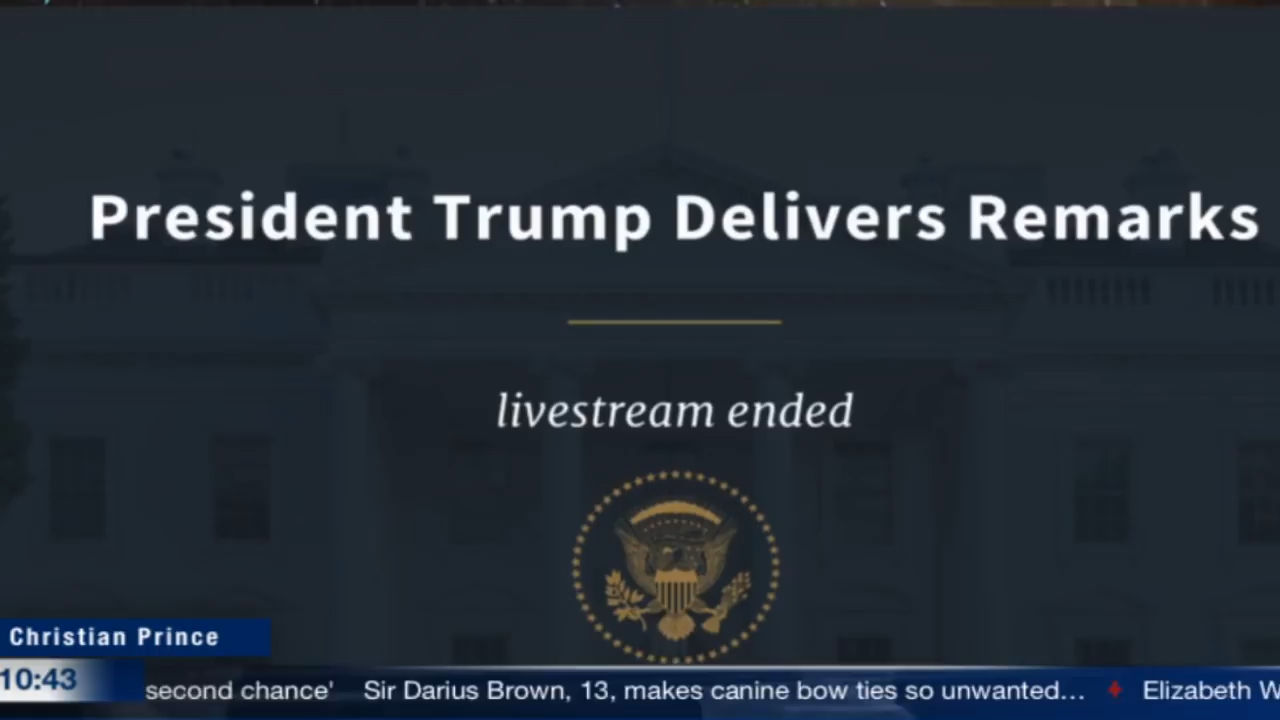 President Trump Delivers Remarks
livestream ended
Christian Prince
10:43
second chance' Sir Darius Brown, 13, makes canine bow ties so unwanted… Elizabeth W